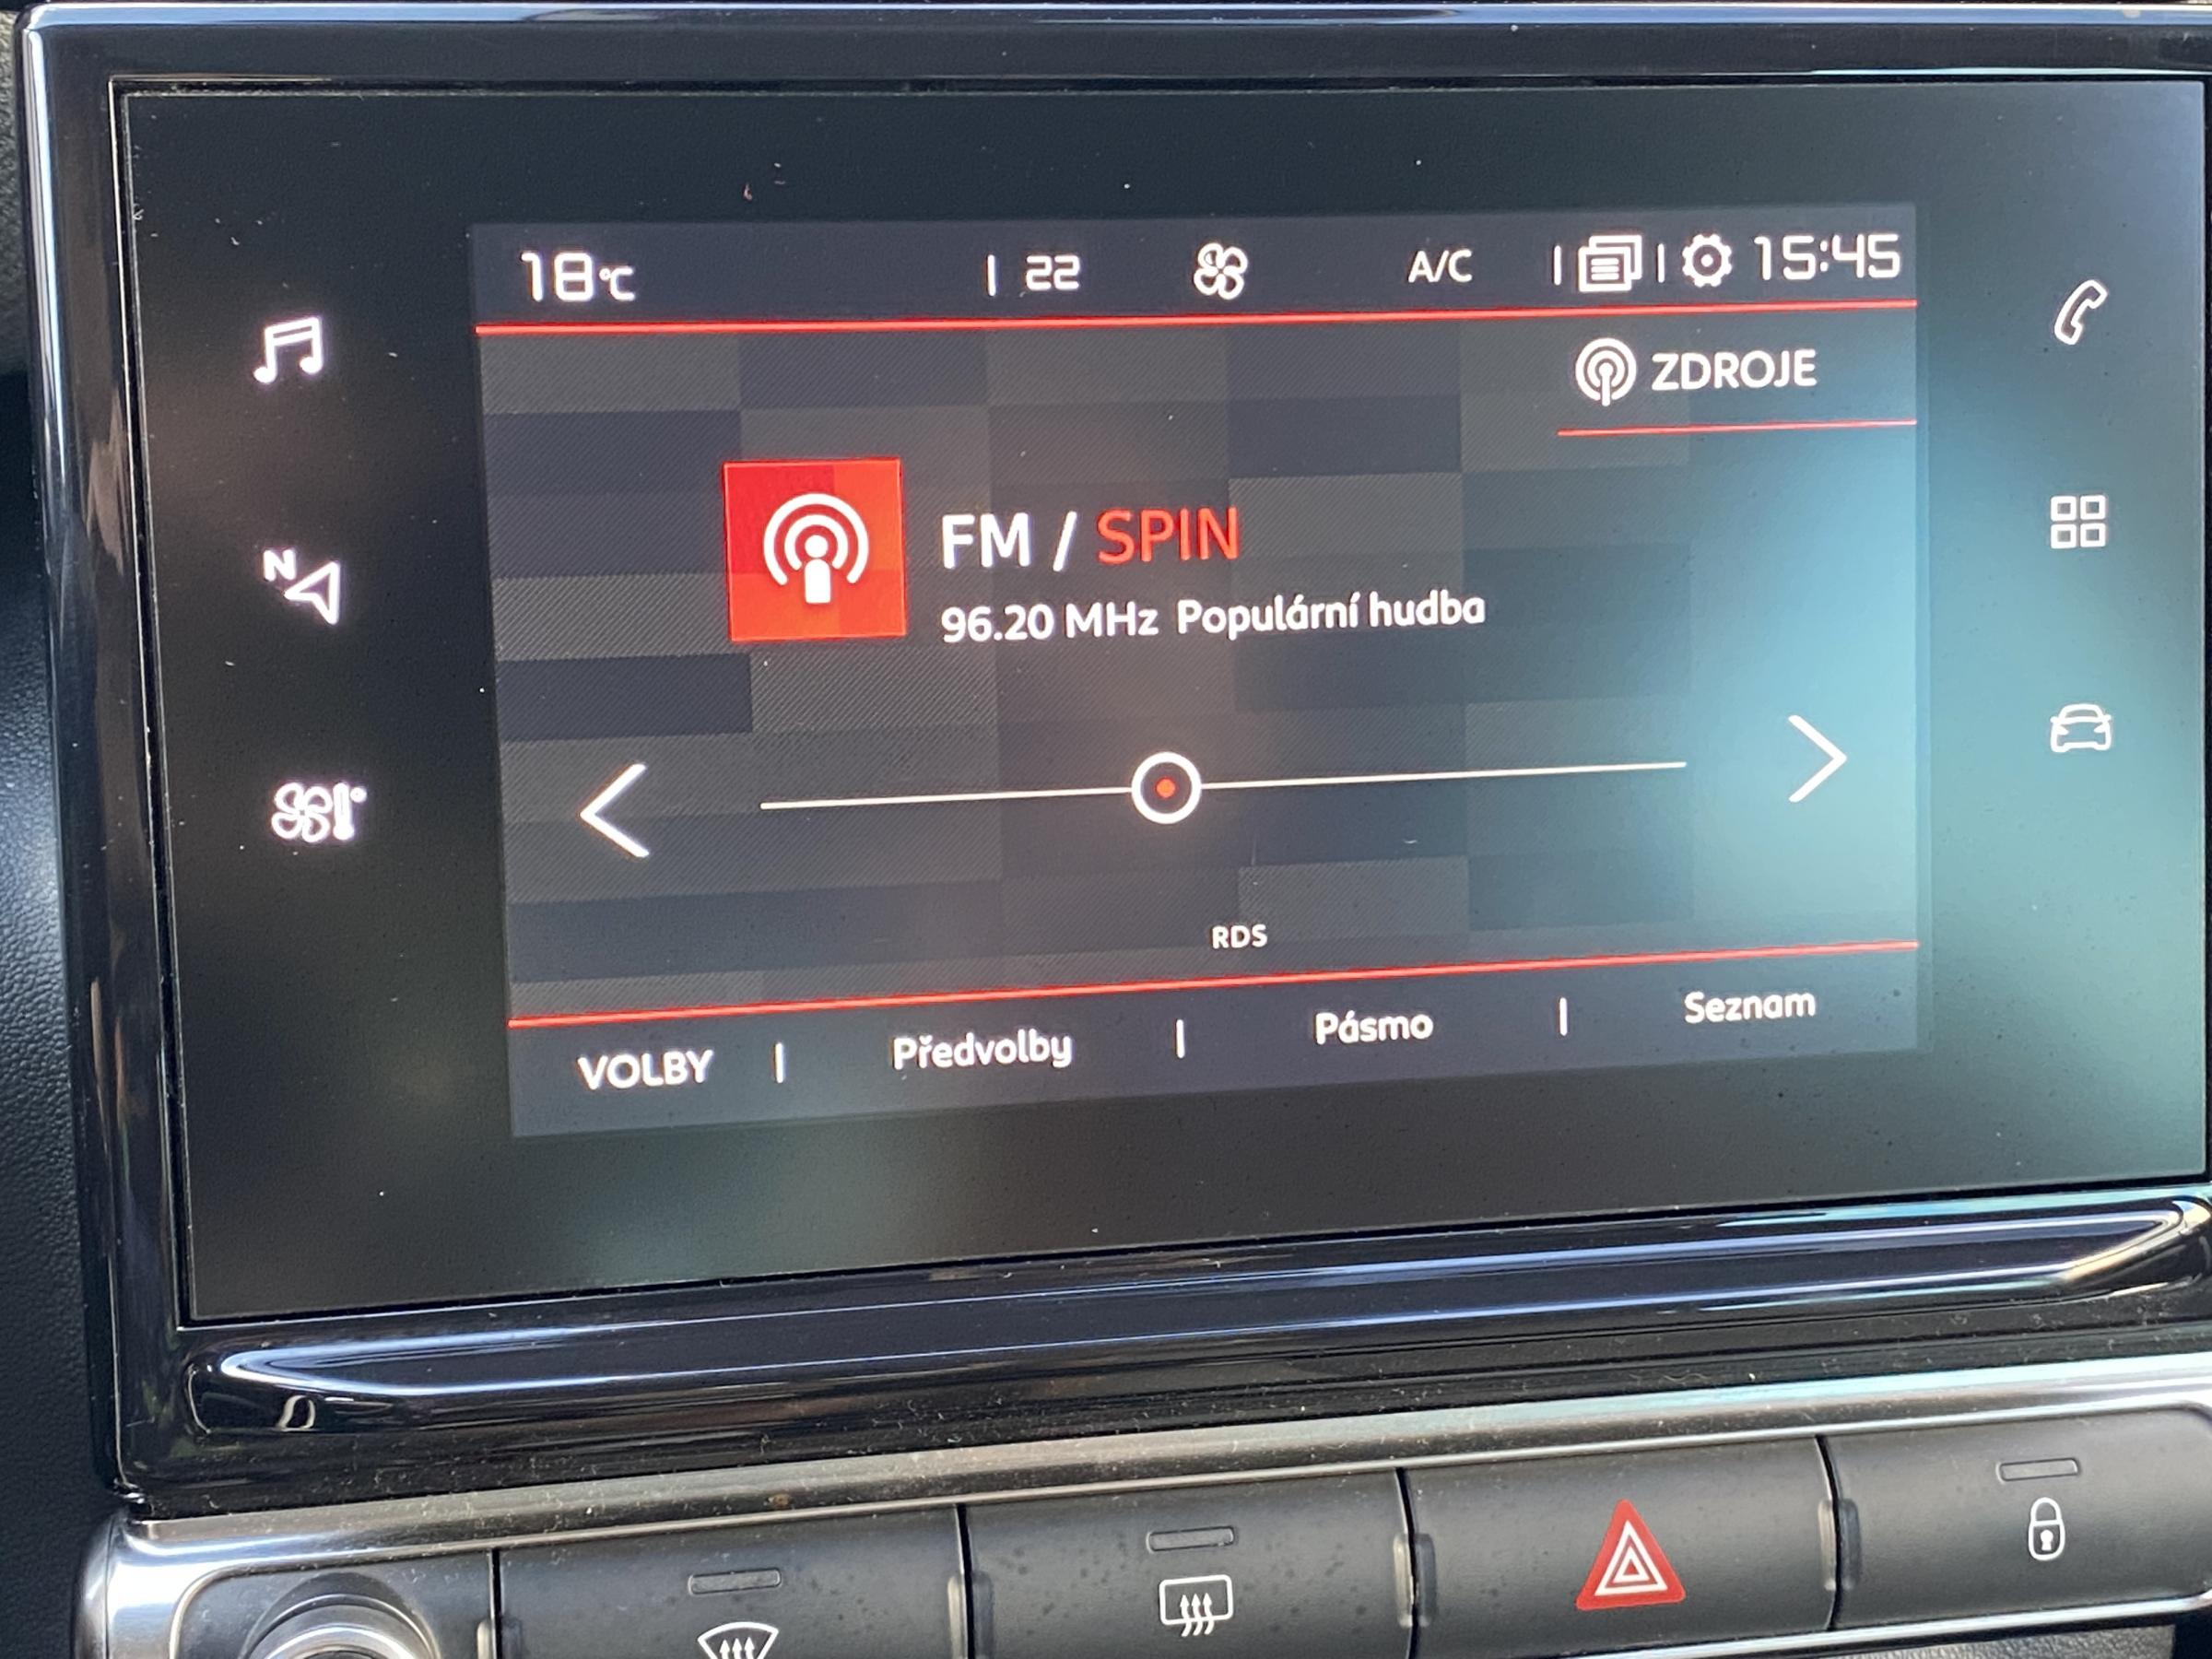 18°C | 22 A/C | | 15:45
ZDROJE
FM / SPIN
96.20 MHz Populární hudba
N
RDS
VOLBY | Předvolby | Pásmo | Seznam